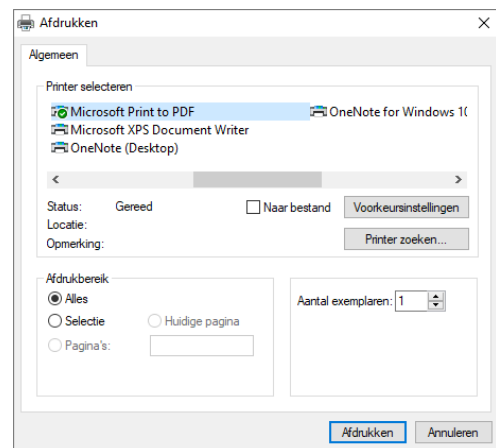 Afdrukken
Algemeen
Printer selecteren
Microsoft Print to PDF
Microsoft XPS Document Writer
OneNote (Desktop)
OneNote for Windows 10
Status: Gereed
Locatie:
Opmerking:
Naar bestand
Voorkeursinstellingen
Printer zoeken...
Afdrukbereik
Alles
Selectie
Huidige pagina
Pagina's:
Aantal exemplaren: 1
Afdrukken
Annuleren